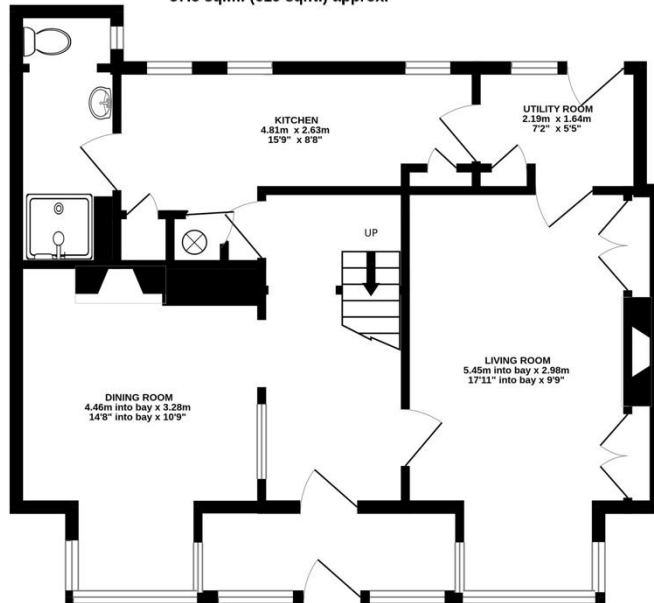 KITCHEN
4.81m x 2.63m
15'9" x 8'8"
UTILITY ROOM
2.19m x 1.64m
7'2" x 5'5"
UP
LIVING ROOM
5.45m into bay x 2.98m
17'11" into bay x 9'9"
DINING ROOM
4.46m into bay x 3.28m
14'8" into bay x 10'9"